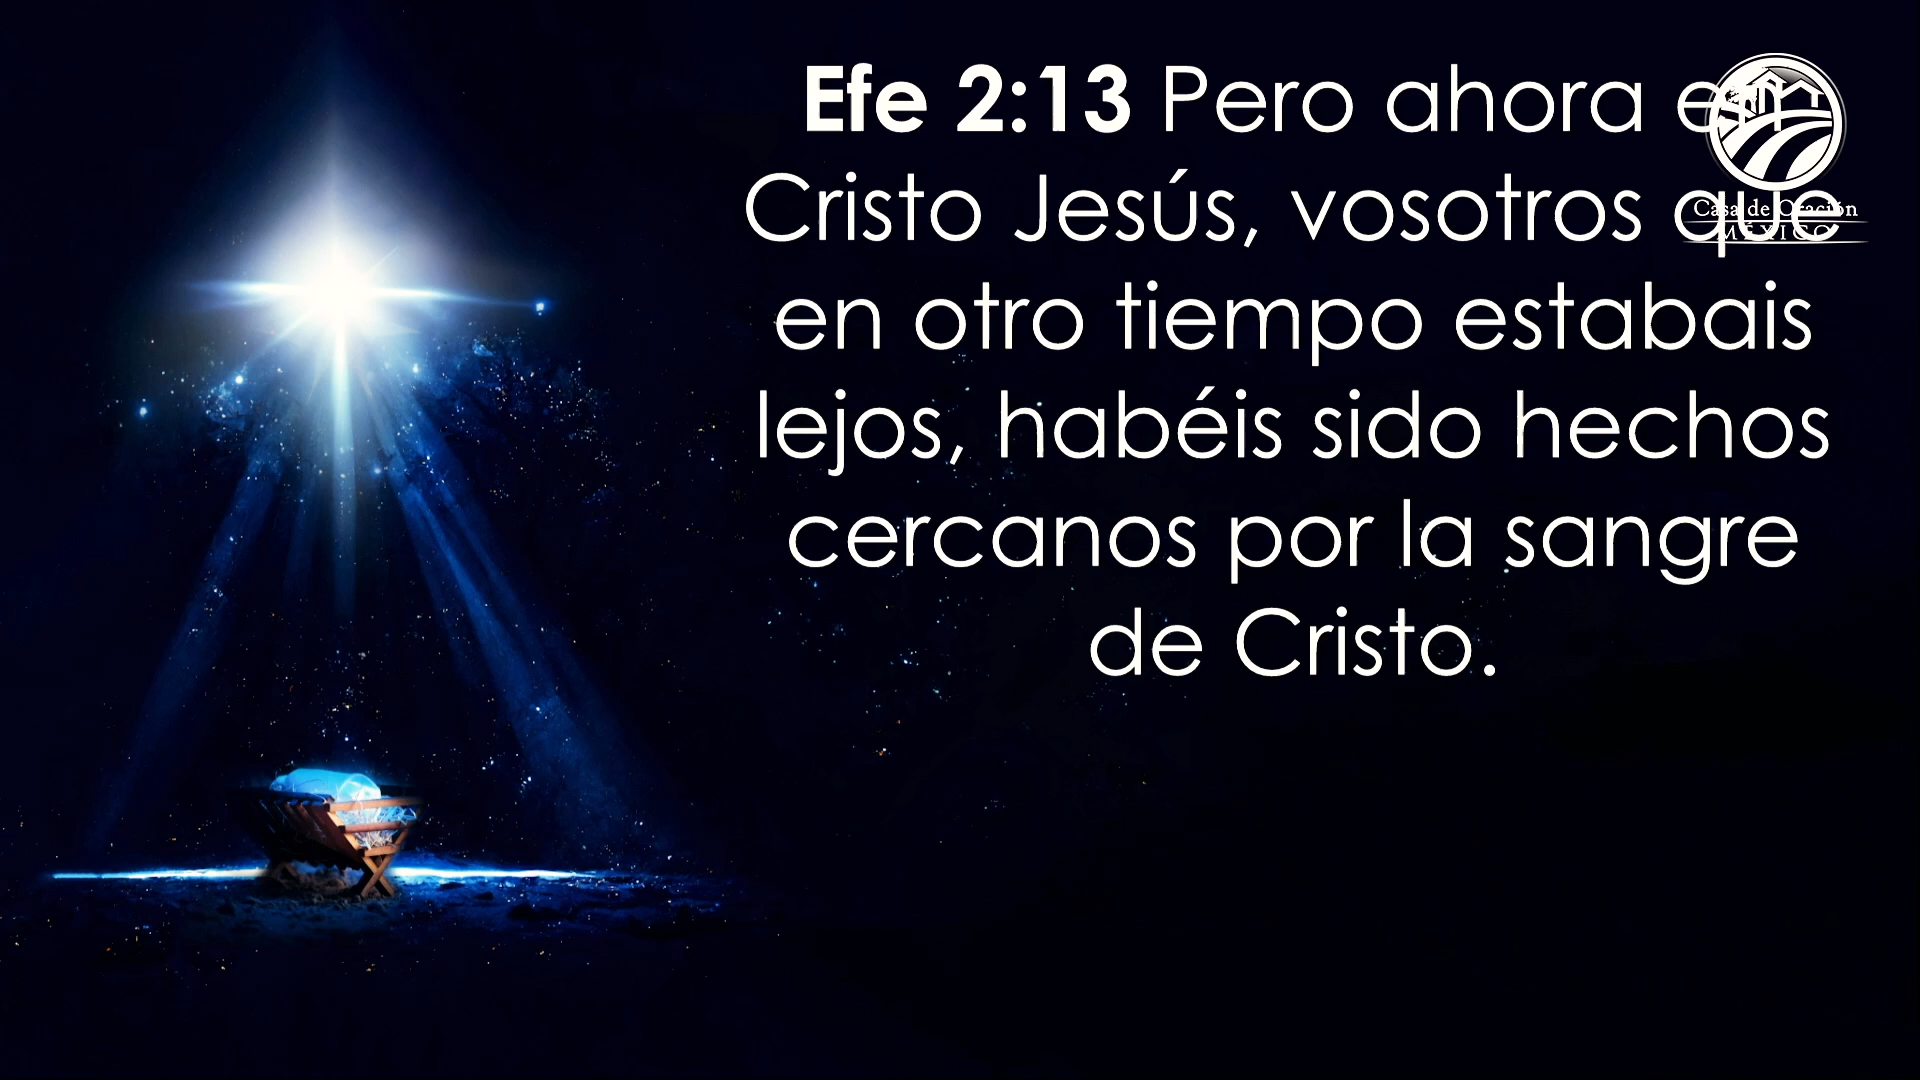 Efe 2:13 Pero ahora en
Cristo Jesús, vosotros que
en otro tiempo estabais
lejos, habéis sido hechos
cercanos por la sangre
de Cristo.
Casa de Oración
MÉXICO